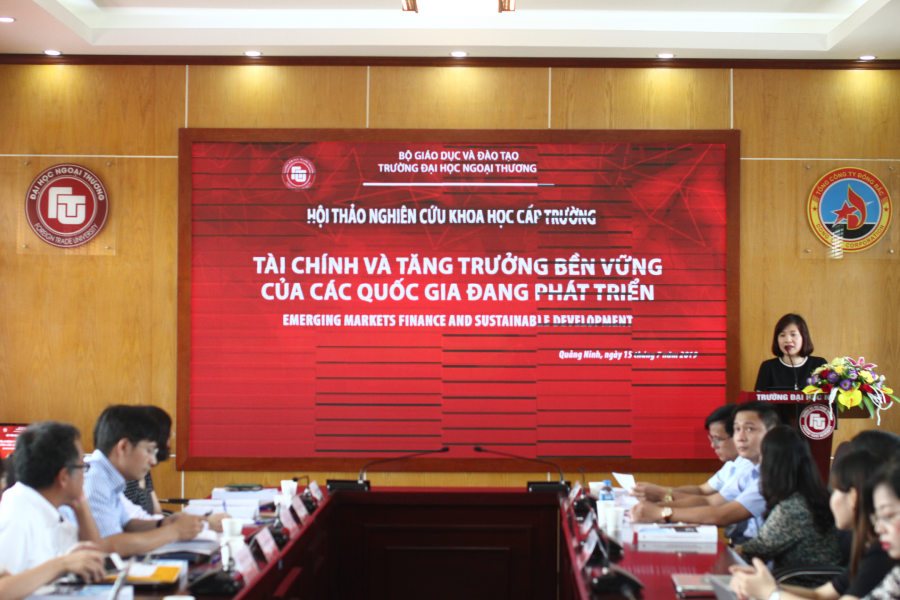 BỘ GIÁO DỤC VÀ ĐÀO TẠO
TRƯỜNG ĐẠI HỌC NGOẠI THƯƠNG
HỘI THẢO NGHIÊN CỨU KHOA HỌC CẤP TRƯỜNG
TÀI CHÍNH VÀ TĂNG TRƯỞNG BỀN VỮNG
CỦA CÁC QUỐC GIA ĐANG PHÁT TRIỂN
EMERGING MARKETS FINANCE AND SUSTAINABLE DEVELOPMENT
Quảng Ninh, ngày 15 tháng 7 năm 2019
ĐẠI HỌC NGOẠI THƯƠNG
FTU
FOREIGN TRADE UNIVERSITY
TỔNG CÔNG TY ĐÔNG BẮC
CORPORATION
TRƯỜNG ĐẠI HỌC